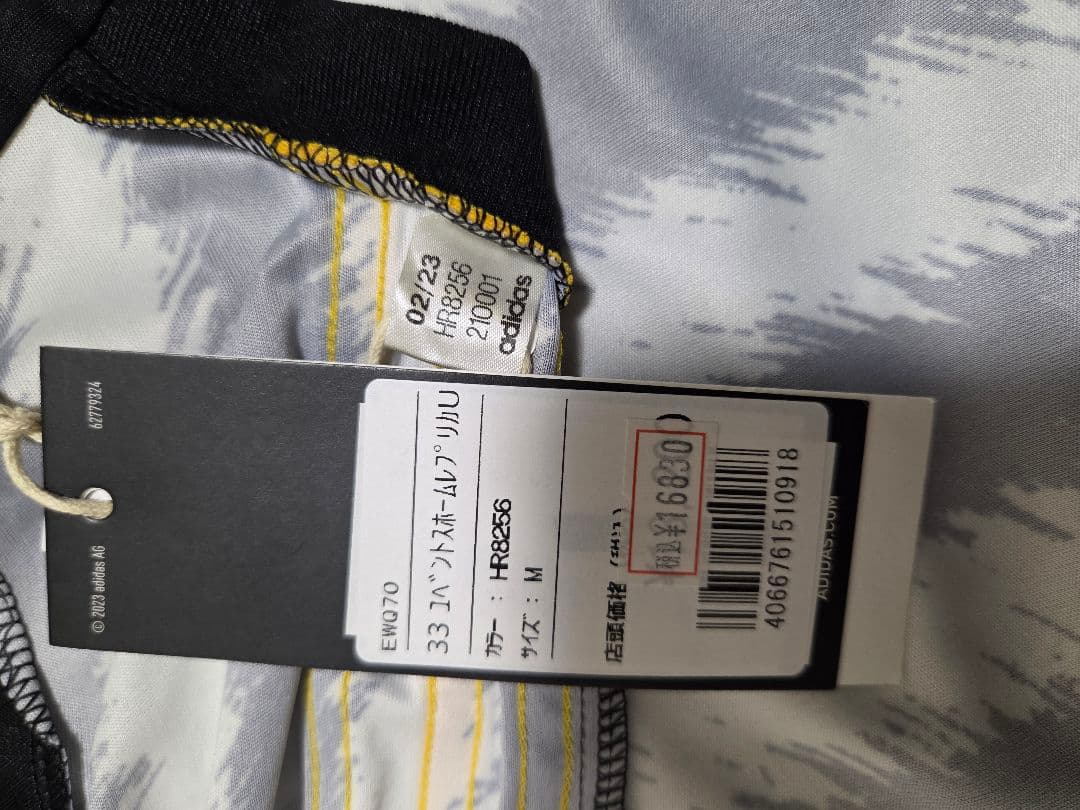 02/23
HR8256
210001
adidas
© 2023 adidas AG
62779324
EWQ70
33 ユベントスホームレプリカU
カラー : HR8256
サイズ : M
店頭価格
税込¥16830
4066761510918
ADIDAS.COM